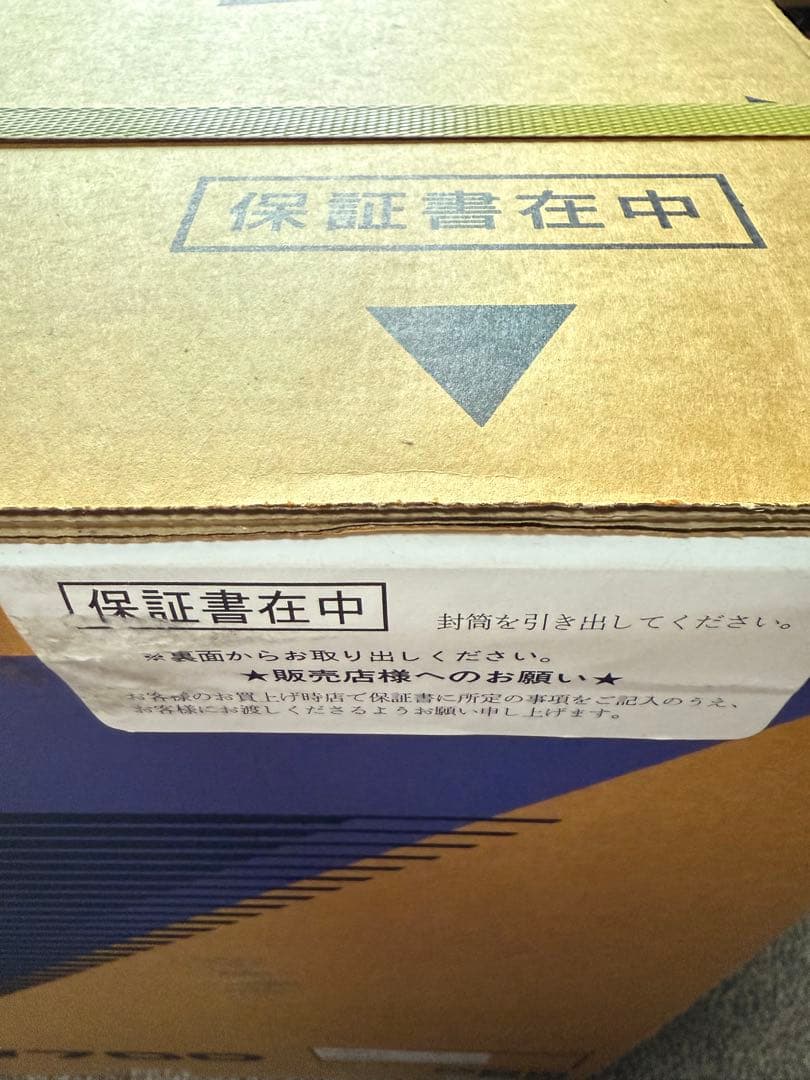 保証書在中
保証書在中
封筒を引き出してください。
※裏面からお取り出しください。
★販売店様へのお願い★
お客様のお買上げ時店で保証書に所定の事項をご記入のうえ、
お客様にお渡しくださるようお願い申し上げます。